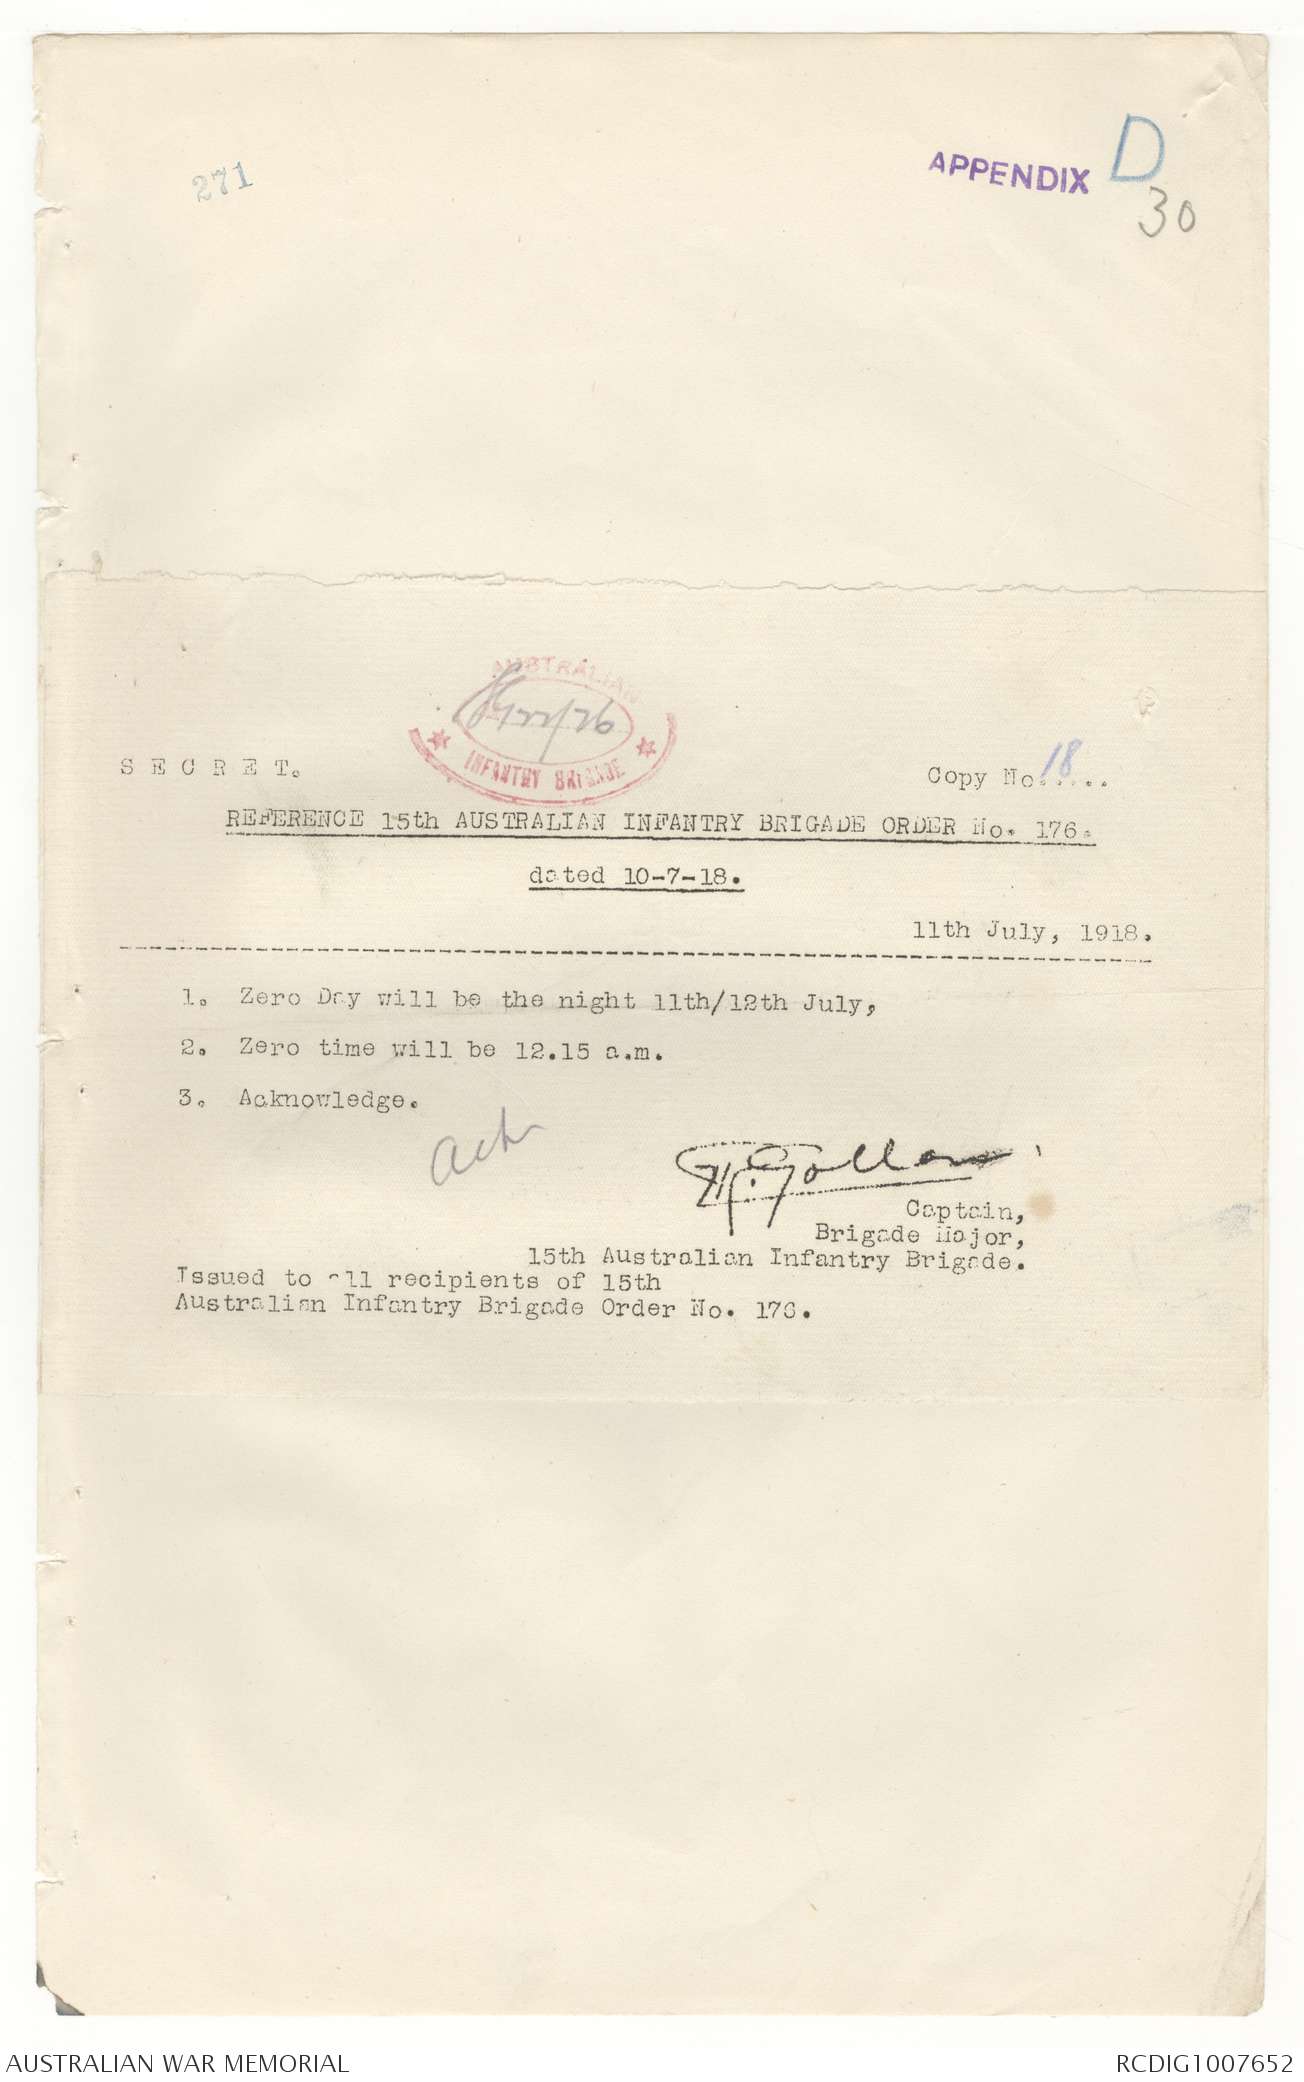 271
APPENDIX D
30
AUSTRALIAN
INFANTRY BRIGADE
S E C R E T.
Copy No. 18....
REFERENCE 15th AUSTRALIAN INFANTRY BRIGADE ORDER No. 176.
dated 10-7-18.
11th July, 1918.
1. Zero Day will be the night 11th/12th July,
2. Zero time will be 12.15 a.m.
3. Acknowledge.
Captain,
Brigade Major,
15th Australian Infantry Brigade.
Issued to all recipients of 15th
Australian Infantry Brigade Order No. 176.
AUSTRALIAN WAR MEMORIAL
RCDIG1007652